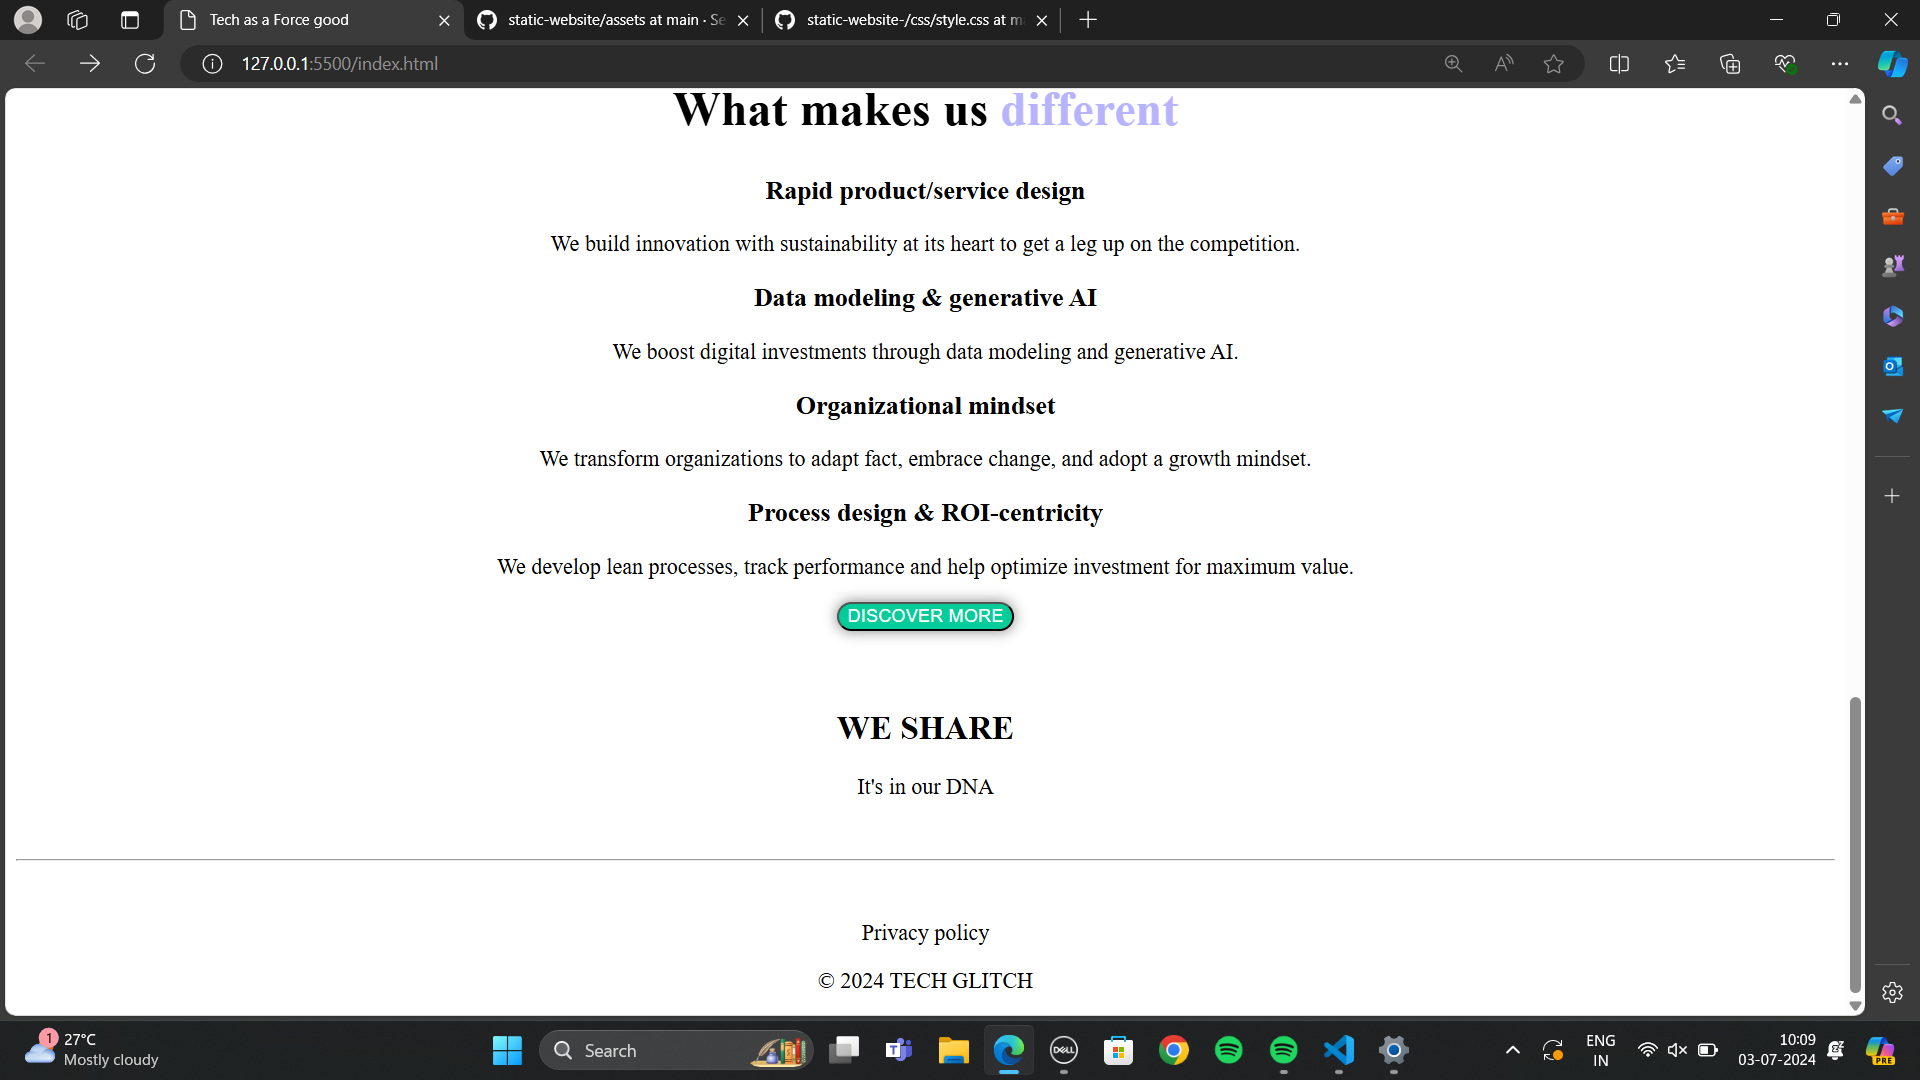 Tech as a Force good
static-website/assets at main · Se
static-website-/css/style.css at m
127.0.0.1:5500/index.html
What makes us different
Rapid product/service design
We build innovation with sustainability at its heart to get a leg up on the competition.
Data modeling & generative AI
We boost digital investments through data modeling and generative AI.
Organizational mindset
We transform organizations to adapt fact, embrace change, and adopt a growth mindset.
Process design & ROI-centricity
We develop lean processes, track performance and help optimize investment for maximum value.
DISCOVER MORE
WE SHARE
It's in our DNA
Privacy policy
© 2024 TECH GLITCH
1
27°C
Mostly cloudy
Search
DELL
ENG
IN
10:09
03-07-2024
PRE